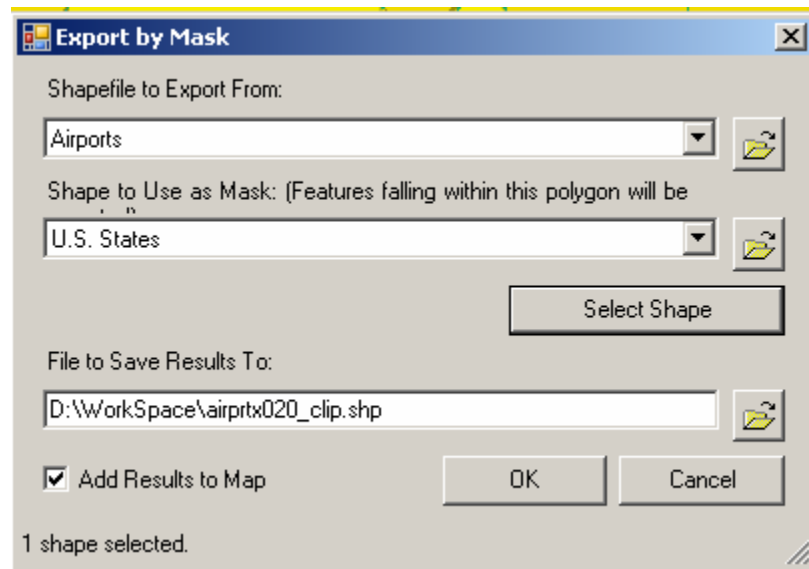 Export by Mask
Shapefile to Export From:
Airports
Shape to Use as Mask: (Features falling within this polygon will be
U.S. States
Select Shape
File to Save Results To:
D:\WorkSpace\airprtx020_clip.shp
Add Results to Map
OK
Cancel
1 shape selected.